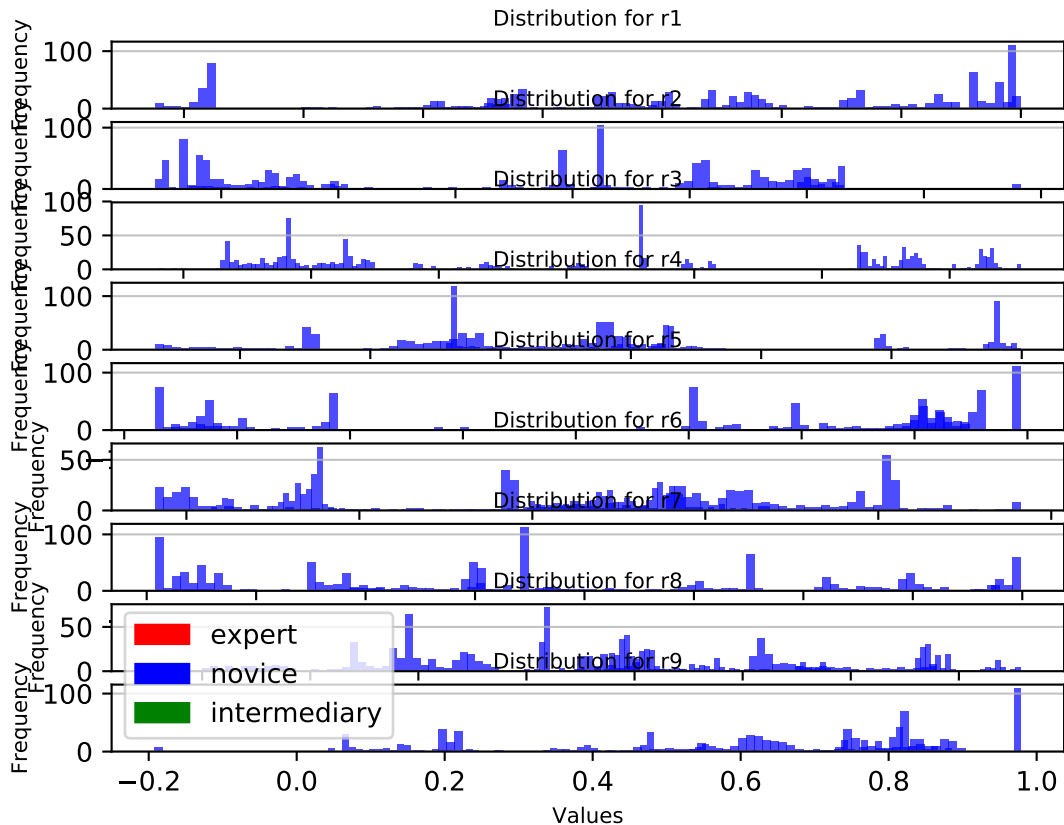 Distribution for r1
Frequency
100
0
Distribution for r2
Frequency
100
0
Distribution for r3
Frequency
100
50
0
Distribution for r4
Frequency
100
0
Distribution for r5
Frequency
100
0
Distribution for r6
Frequency
50
0
Distribution for r7
Frequency
100
0
Distribution for r8
Frequency
50
0
Distribution for r9
Frequency
100
0
expert
novice
intermediary
−0.2 0.0 0.2 0.4 0.6 0.8 1.0
Values